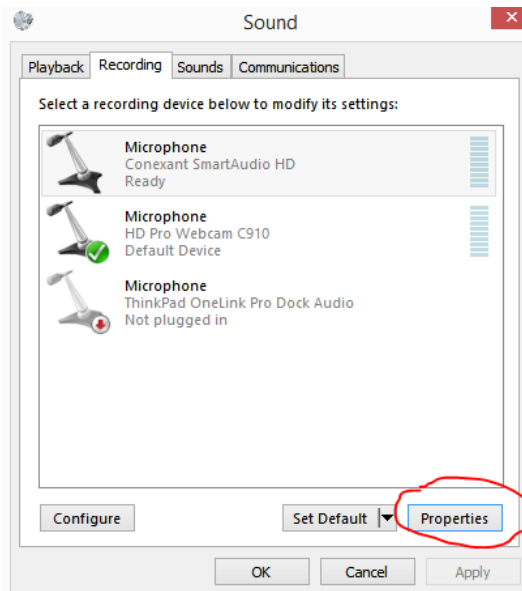 Sound
Playback Recording Sounds Communications
Select a recording device below to modify its settings:
Microphone
Conexant SmartAudio HD
Ready
Microphone
HD Pro Webcam C910
Default Device
Microphone
ThinkPad OneLink Pro Dock Audio
Not plugged in
Configure Set Default Properties
OK Cancel Apply